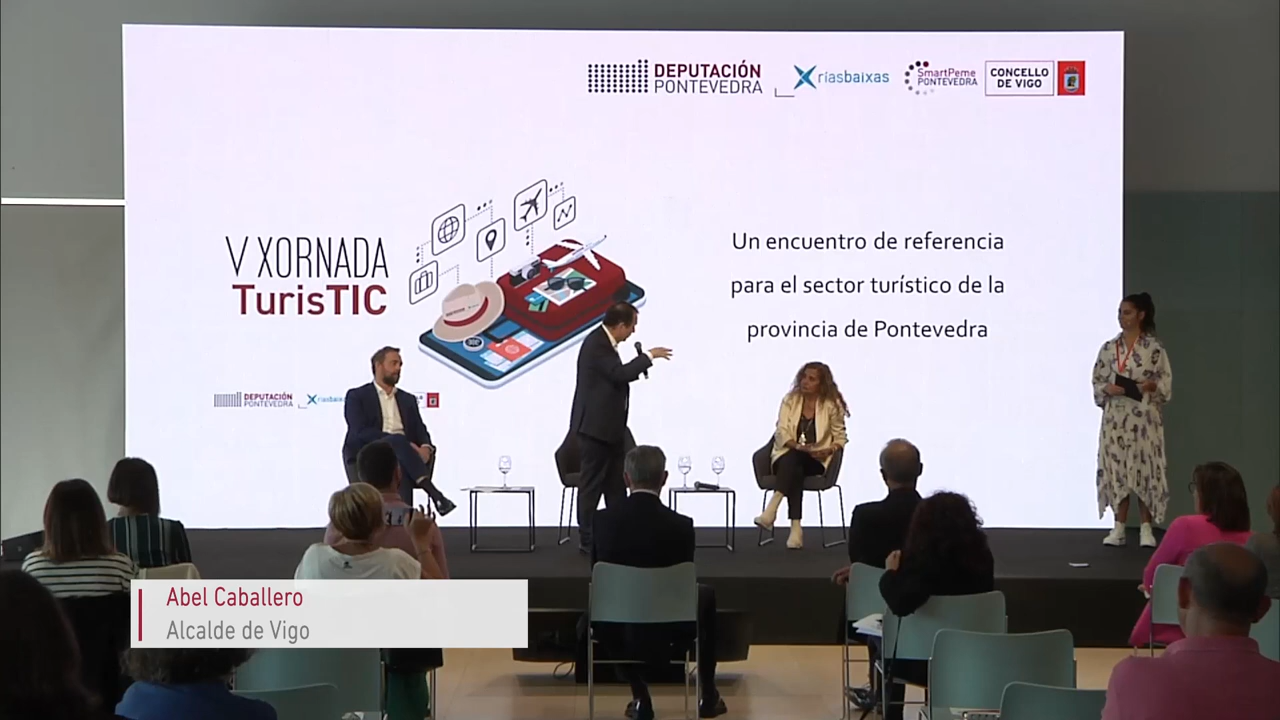 DEPUTACIÓN
PONTEVEDRA
ríasbaixas
SmartPeme
PONTEVEDRA
CONCELLO
DE VIGO
V XORNADA
TurisTIC
Un encuentro de referencia
para el sector turístico de la
provincia de Pontevedra
DEPUTACIÓN
PONTEVEDRA
Abel Caballero
Alcalde de Vigo